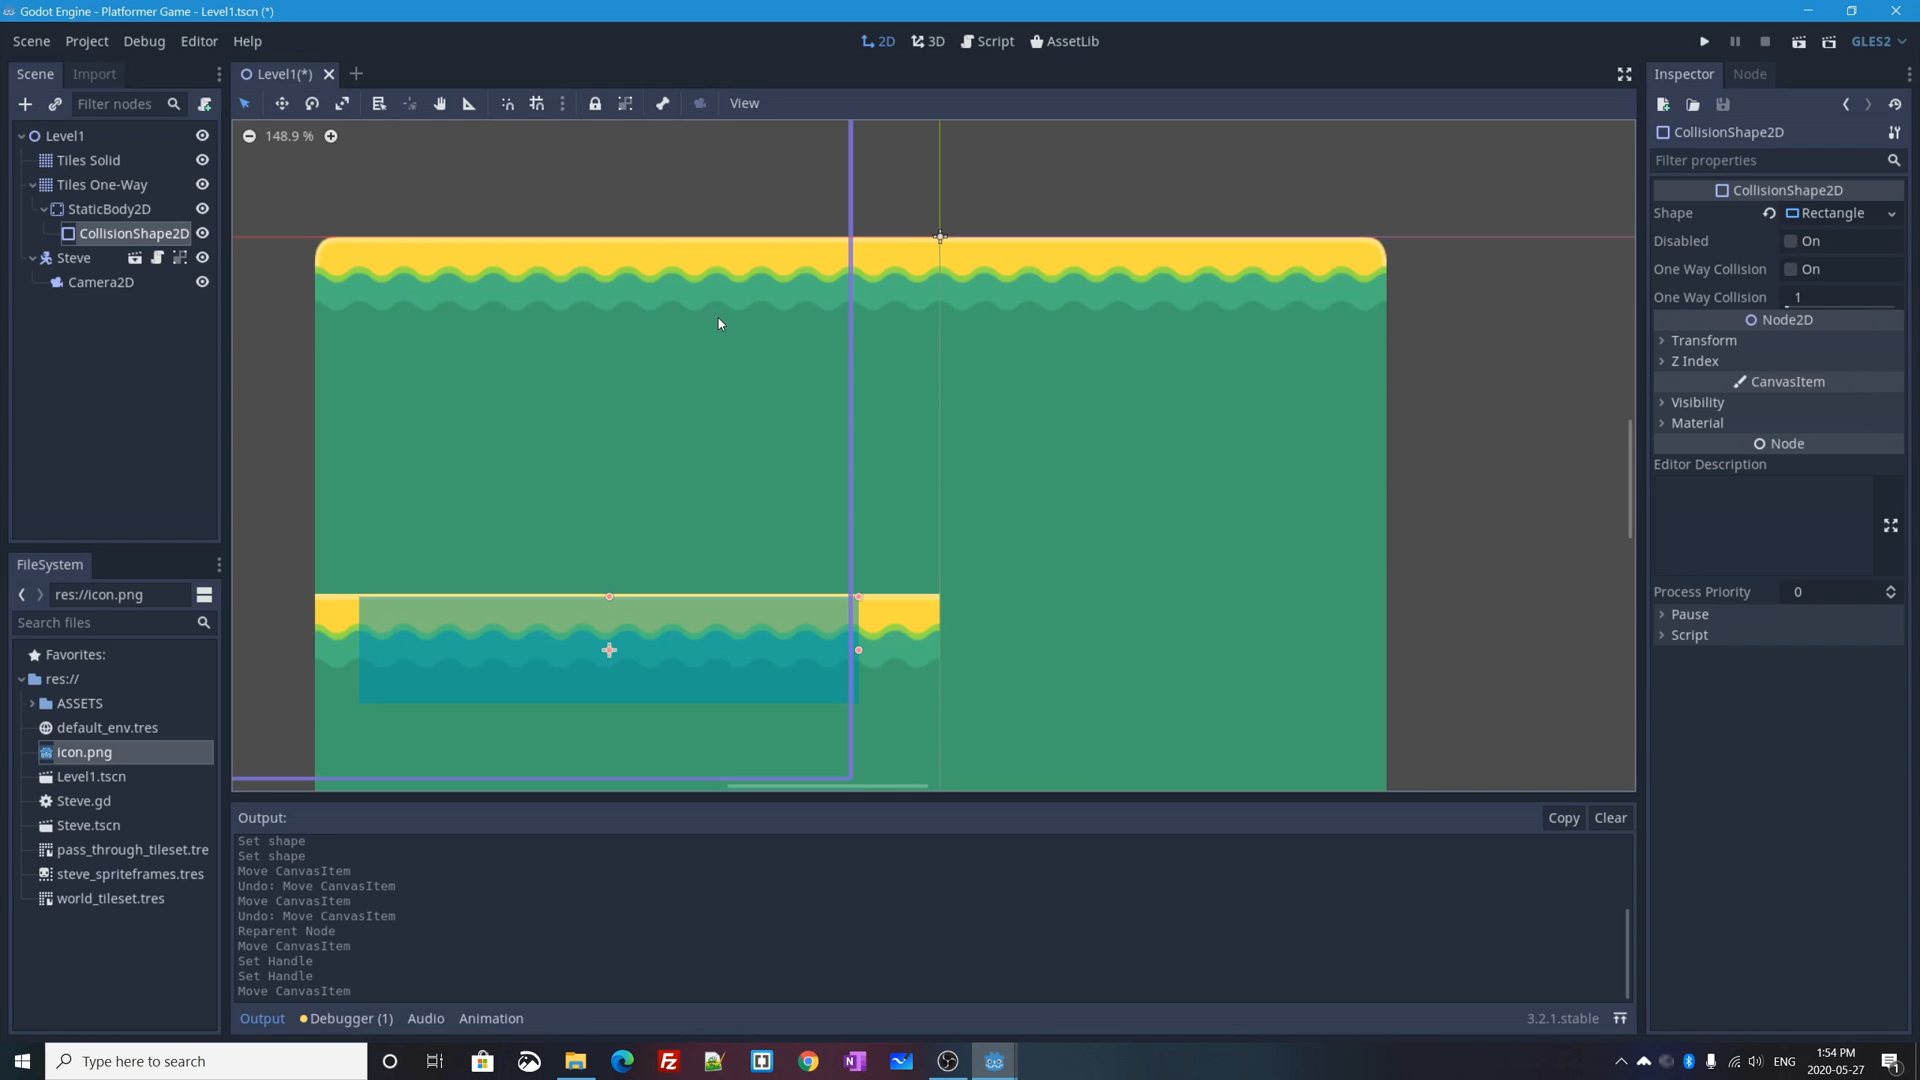 Godot Engine - Platformer Game - Level1.tscn (*)
Scene Project Debug Editor Help
2D 3D Script AssetLib
GLES2
Scene Import
Level1(*)
Inspector Node
Filter nodes
View
Level1
Tiles Solid
Tiles One-Way
StaticBody2D
CollisionShape2D
Steve
Camera2D
148.9 %
CollisionShape2D
Filter properties
CollisionShape2D
Shape Rectangle
Disabled On
One Way Collision On
One Way Collision 1
Node2D
Transform
Z Index
CanvasItem
Visibility
Material
Node
Editor Description
Process Priority 0
Pause
Script
FileSystem
res://icon.png
Search files
Favorites:
res://
ASSETS
default_env.tres
icon.png
Level1.tscn
Steve.gd
Steve.tscn
pass_through_tileset.tre
steve_spriteframes.tres
world_tileset.tres
Output:
Copy Clear
Set shape
Set shape
Move CanvasItem
Undo: Move CanvasItem
Move CanvasItem
Undo: Move CanvasItem
Reparent Node
Move CanvasItem
Set Handle
Set Handle
Move CanvasItem
Output Debugger (1) Audio Animation
3.2.1.stable
Type here to search
ENG
1:54 PM
2020-05-27